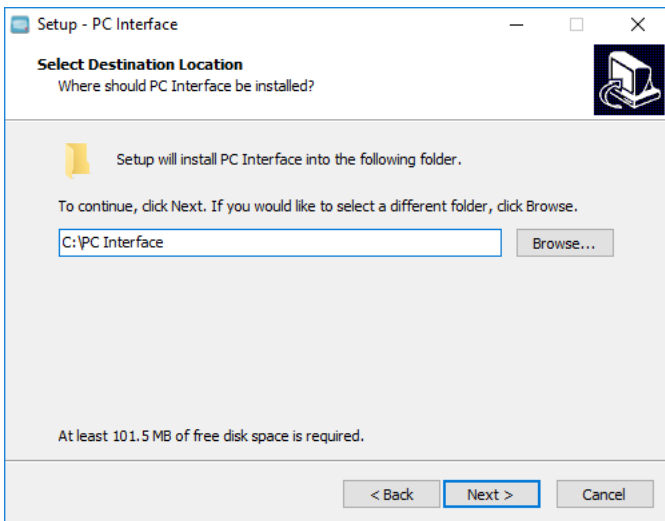 Setup - PC Interface
Select Destination Location
Where should PC Interface be installed?
Setup will install PC Interface into the following folder.
To continue, click Next. If you would like to select a different folder, click Browse.
C:\PC Interface
Browse...
At least 101.5 MB of free disk space is required.
< Back
Next >
Cancel